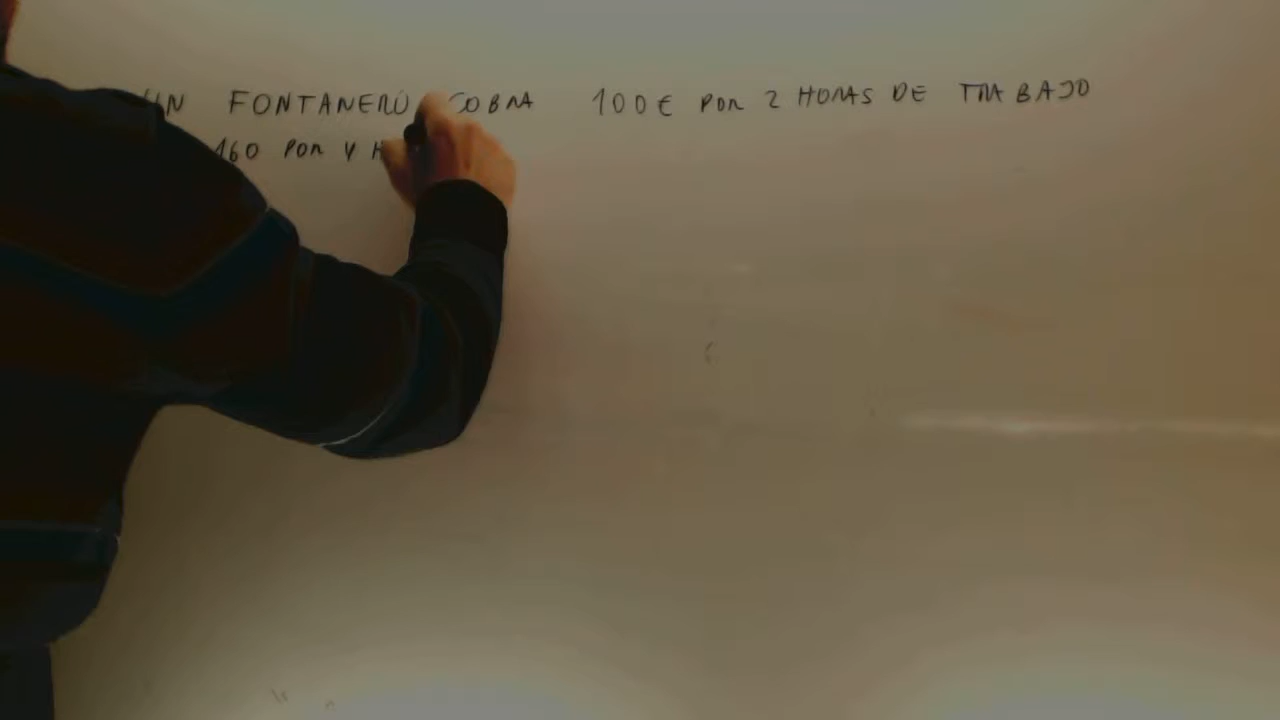 UN FONTANERO COBRA 100€ POR 2 HORAS DE TRABAJO
160 POR 4 H